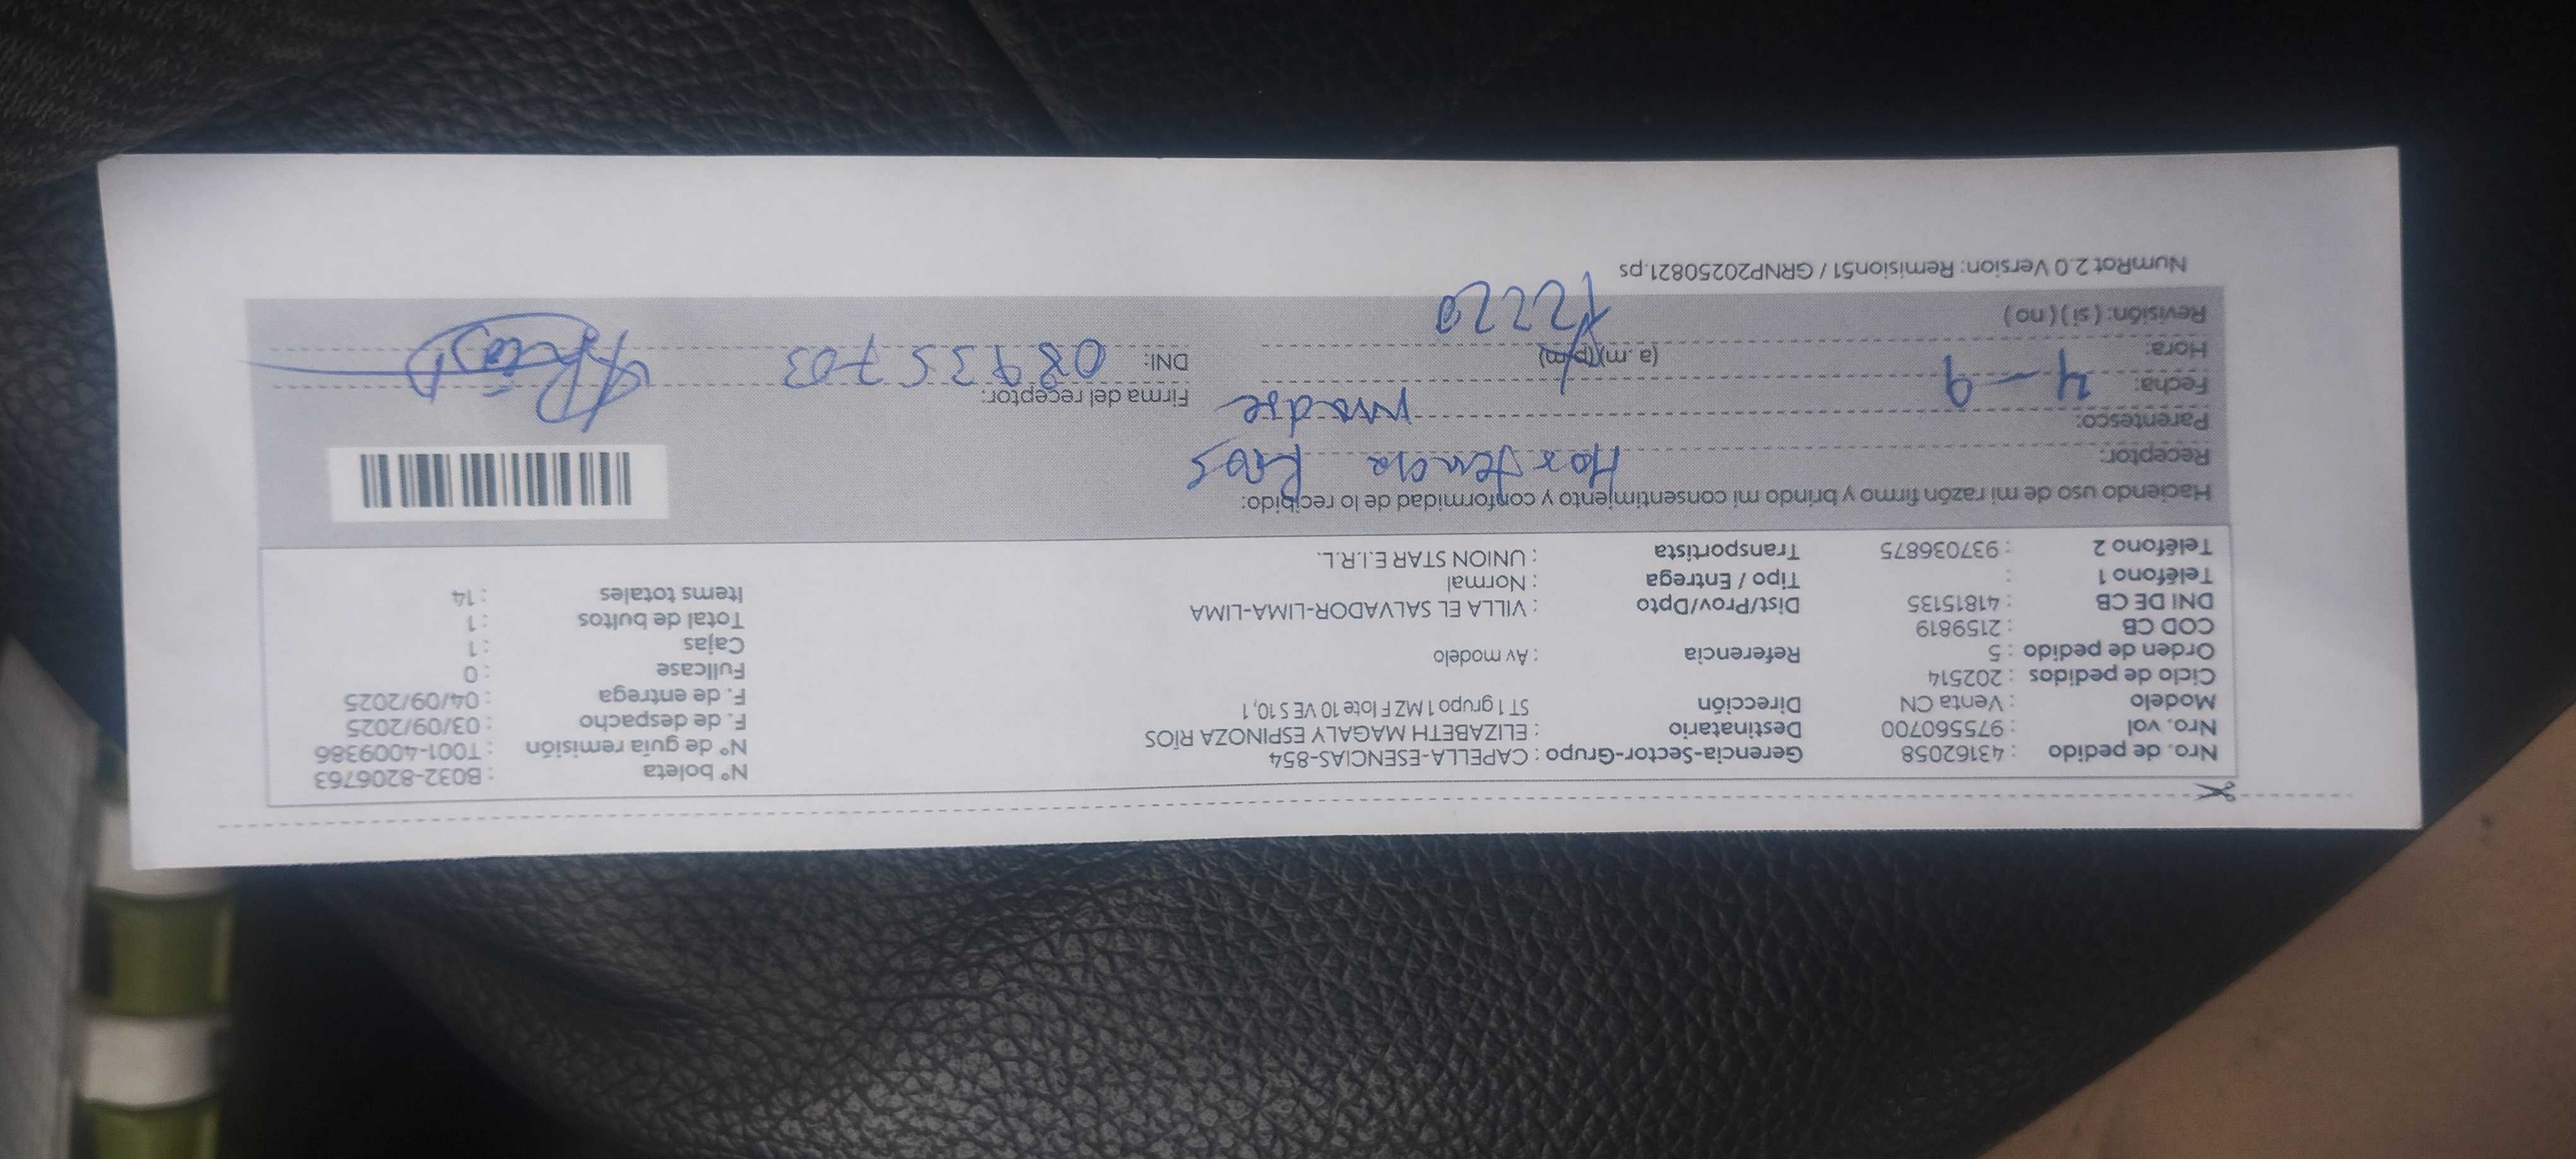 Nro. de pedido : 43162058 Gerencia-Sector-Grupo : CAPELLA-ESENCIAS-854 N° boleta : B032-8206763
Nro. vol : 975560700 Destinatario : ELIZABETH MAGALY ESPINOZA RÍOS N° de guía remisión : T001-4009386
Modelo : Venta CN Dirección ST 1 grupo 1 MZ F lote 10 VE S 10, 1 F. de despacho : 03/09/2025
Ciclo de pedidos : 202514 F. de entrega : 04/09/2025
Orden de pedido : 5 Referencia : Av modelo Fullcase : 0
COD CB : 2159819 Cajas : 1
DNI DE CB : 41815135 Dist/Prov/Dpto : VILLA EL SALVADOR-LIMA-LIMA Total de bultos : 1
Teléfono 1 : Tipo / Entrega : Normal Items totales : 14
Teléfono 2 : 937036875 Transportista : UNION STAR E.I.R.L.
Haciendo uso de mi razón firmo y brindo mi consentimiento y conformidad de lo recibido:
Receptor: Hortencia Rios
Parentesco: madre Firma del receptor:
Fecha: 4-9
Hora: (a.m)(p.m) DNI: 08935703
Revisión: ( si ) ( no ) 1222
NumRot 2.0 Version: Remision51 / GRNP20250821.ps